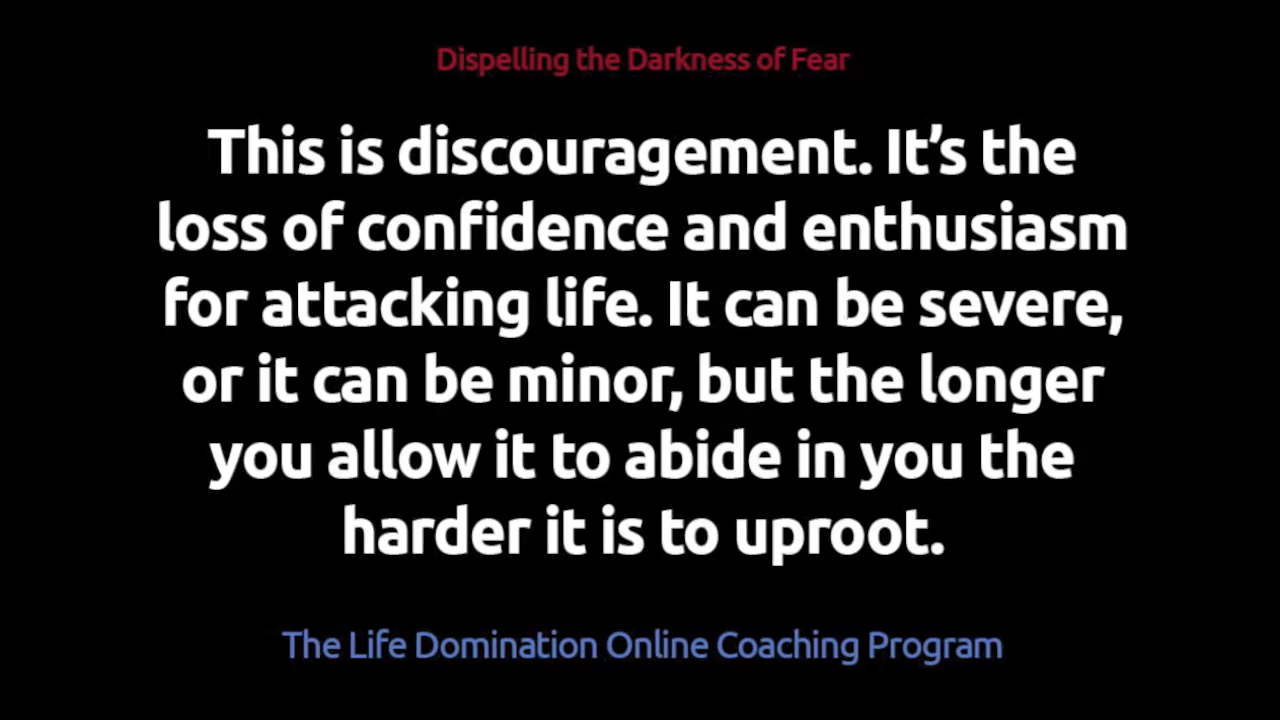 Dispelling the Darkness of Fear
This is discouragement. It’s the
loss of confidence and enthusiasm
for attacking life. It can be severe,
or it can be minor, but the longer
you allow it to abide in you the
harder it is to uproot.
The Life Domination Online Coaching Program